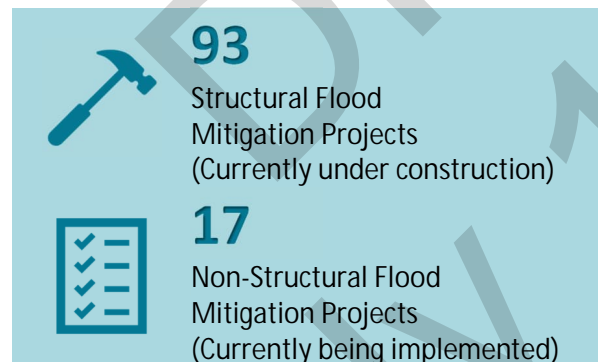 93
Structural Flood
Mitigation Projects
(Currently under construction)
17
Non-Structural Flood
Mitigation Projects
(Currently being implemented)